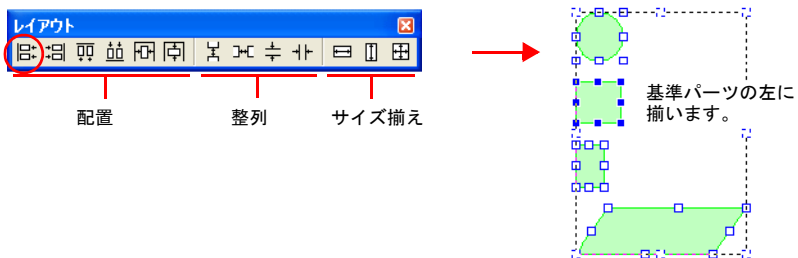 レイアウト
配置
整列
サイズ揃え
基準パーツの左に
揃います。